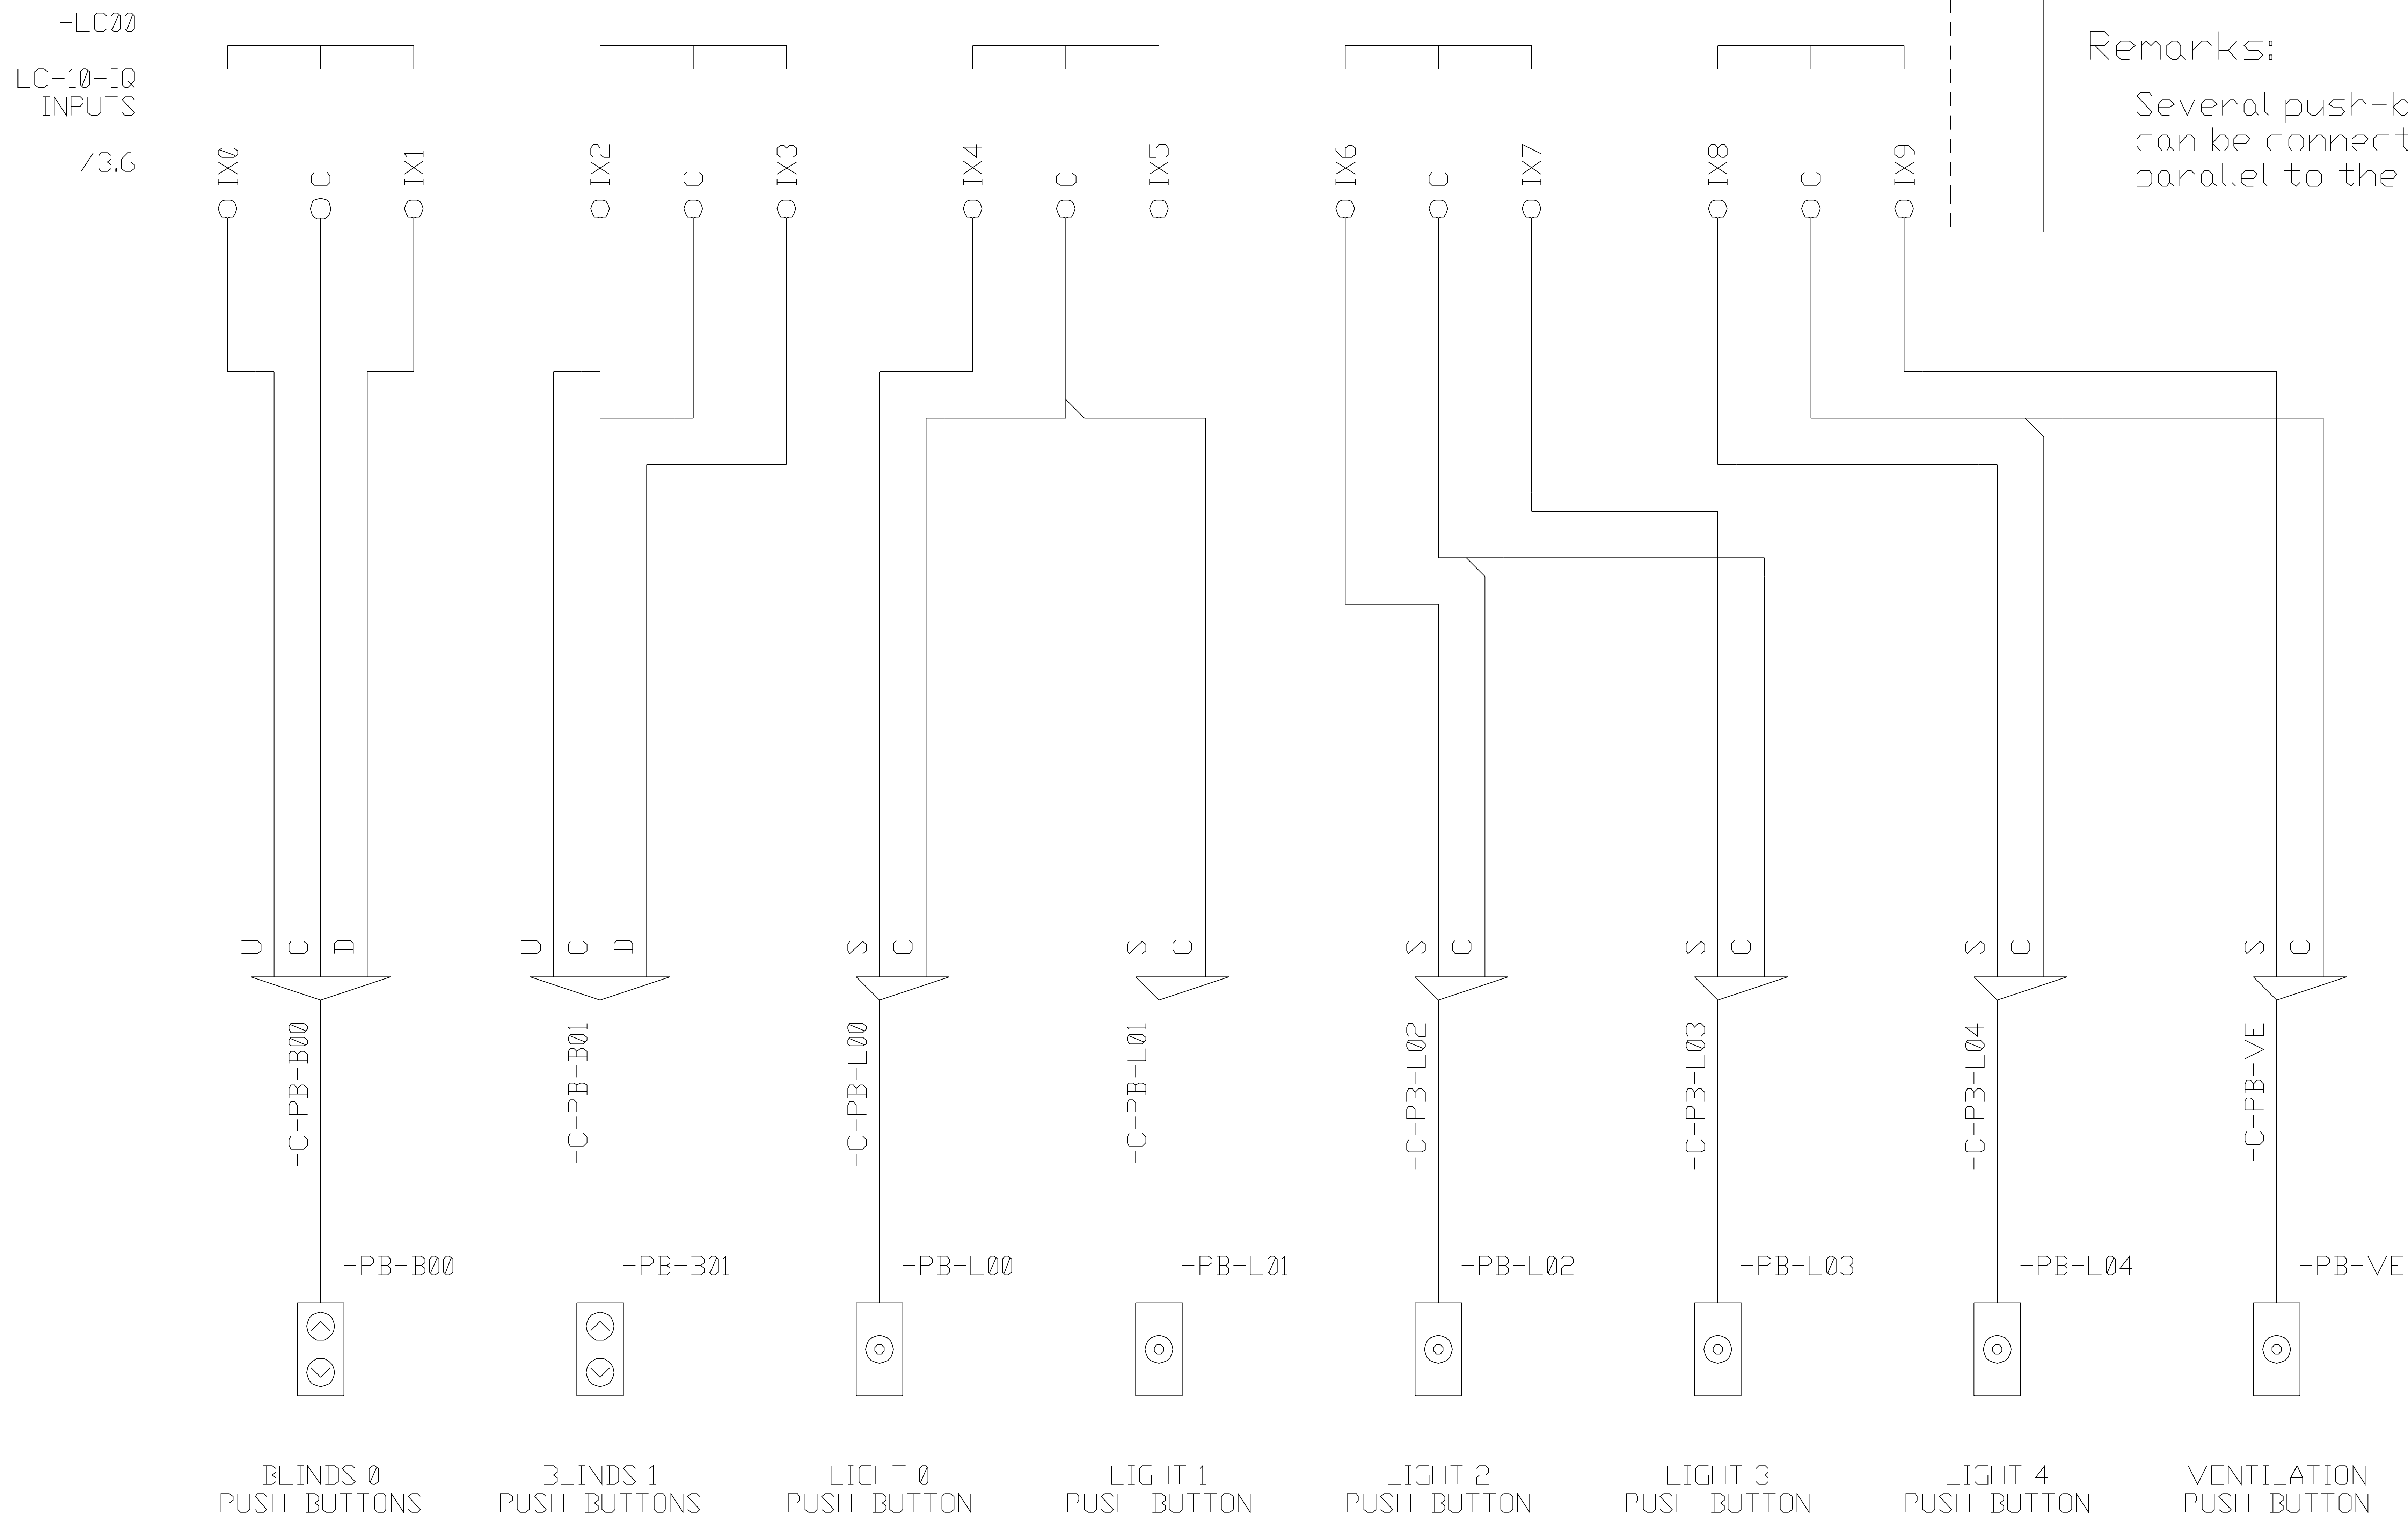 -LC00
LC-10-IQ
INPUTS
/3.6
Remarks:
Several push-b
can be connect
parallel to the
IX0 C IX1 IX2 C IX3 IX4 C IX5 IX6 C IX7 IX8 C IX9
U C D U C D S C S C S C S C S C S C
-C-PB-B00 -C-PB-B01 -C-PB-L00 -C-PB-L01 -C-PB-L02 -C-PB-L03 -C-PB-L04 -C-PB-VE
-PB-B00 -PB-B01 -PB-L00 -PB-L01 -PB-L02 -PB-L03 -PB-L04 -PB-VE
BLINDS 0
PUSH-BUTTONS
BLINDS 1
PUSH-BUTTONS
LIGHT 0
PUSH-BUTTON
LIGHT 1
PUSH-BUTTON
LIGHT 2
PUSH-BUTTON
LIGHT 3
PUSH-BUTTON
LIGHT 4
PUSH-BUTTON
VENTILATION
PUSH-BUTTON